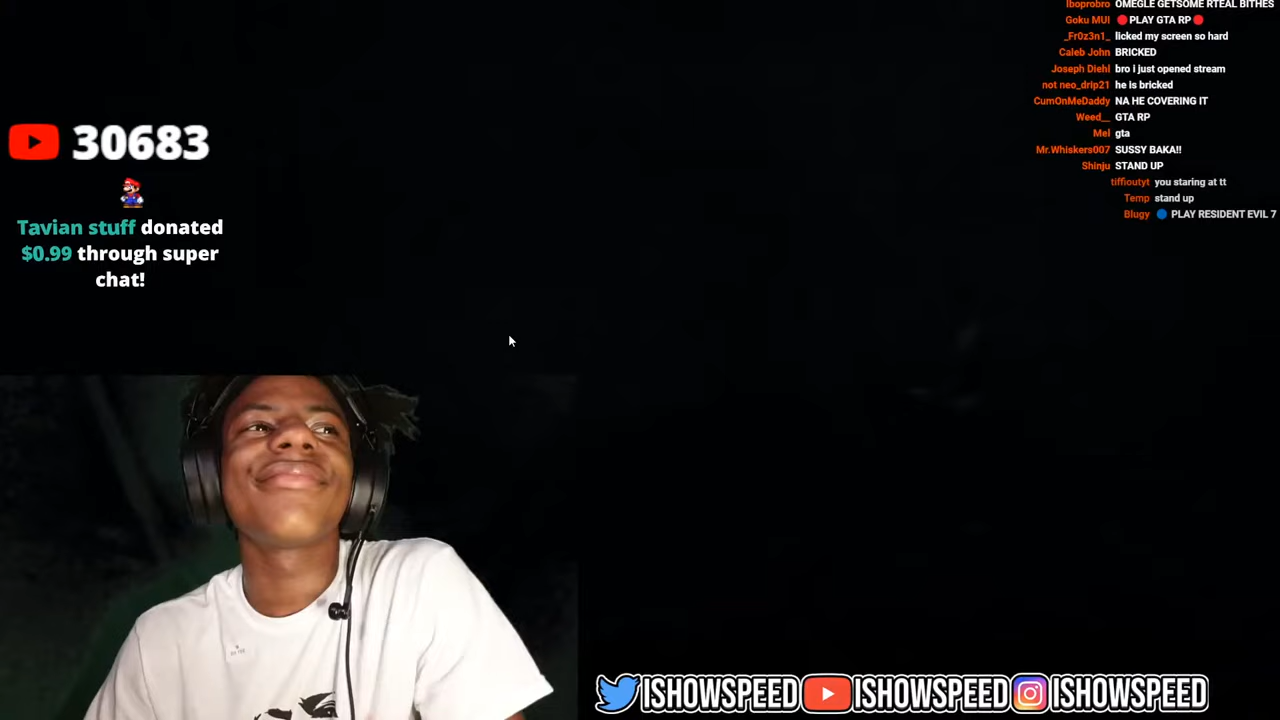 Iboprobro OMEGLE GETSOME RTEAL BITHES
Goku MUI 🔴PLAY GTA RP🔴
_Fr0z3n1_ licked my screen so hard
Caleb John BRICKED
Joseph Diehl bro i just opened stream
not neo_drip21 he is bricked
CumOnMeDaddy NA HE COVERING IT
Weed__ GTA RP
Mel gta
Mr.Whiskers007 SUSSY BAKA!!
Shinju STAND UP
tiffioutyt you staring at tt
Temp stand up
Blugy 🔵 PLAY RESIDENT EVIL 7
30683
Tavian stuff donated
$0.99 through super
chat!
ISHOWSPEED ISHOWSPEED ISHOWSPEED